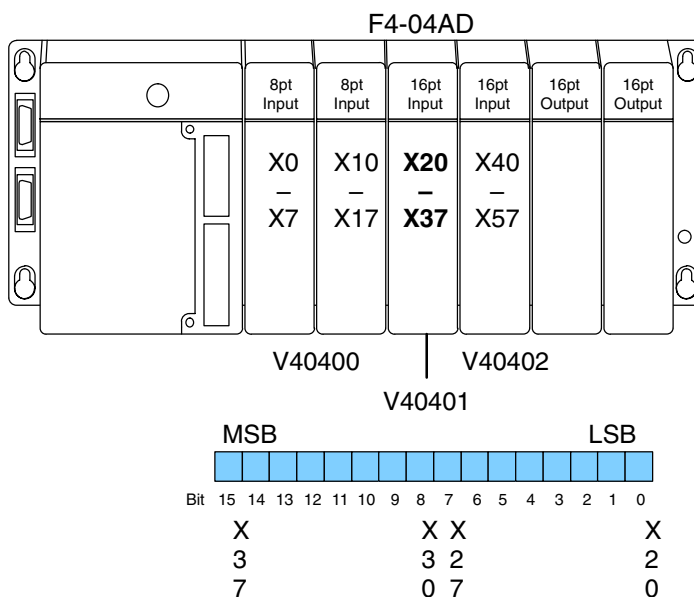 F4-04AD
8pt Input 8pt Input 16pt Input 16pt Input 16pt Output 16pt Output
X0 – X7 X10 – X17 X20 – X37 X40 – X57
V40400 V40402
V40401
MSB LSB
Bit 15 14 13 12 11 10 9 8 7 6 5 4 3 2 1 0
X X X X
3 3 2 2
7 0 7 0